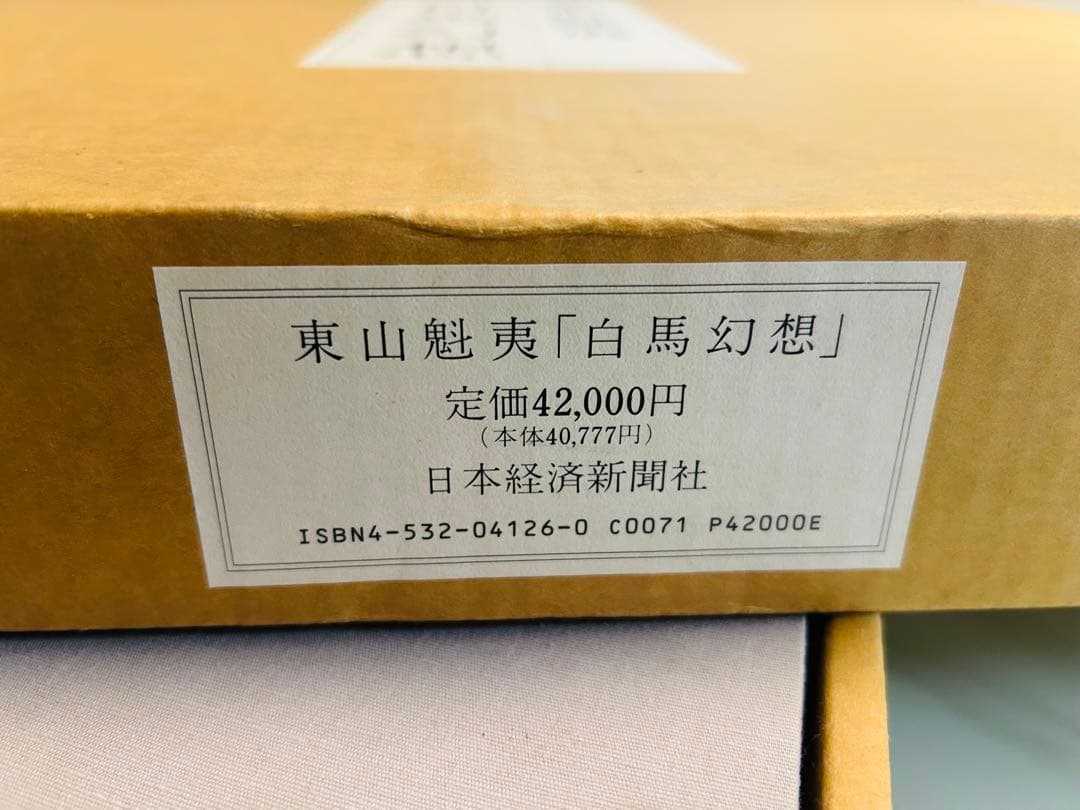 東山魁夷「白馬幻想」
定価42,000円
（本体40,777円）
日本経済新聞社
ISBN4-532-04126-0 C0071 P42000E